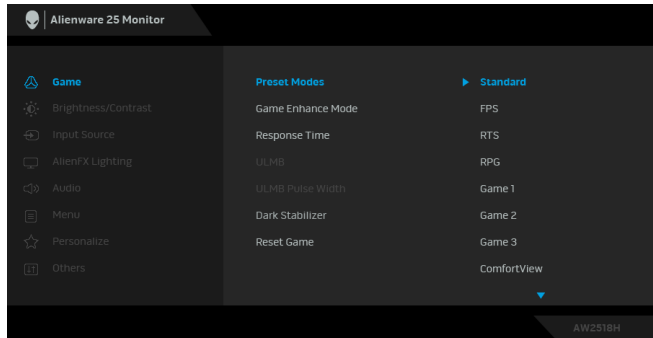 Alienware 25 Monitor
Game Preset Modes Standard
Brightness/Contrast Game Enhance Mode FPS
Input Source Response Time RTS
AlienFX Lighting ULMB RPG
Audio ULMB Pulse Width Game 1
Menu Dark Stabilizer Game 2
Personalize Reset Game Game 3
Others ComfortView
AW2518H